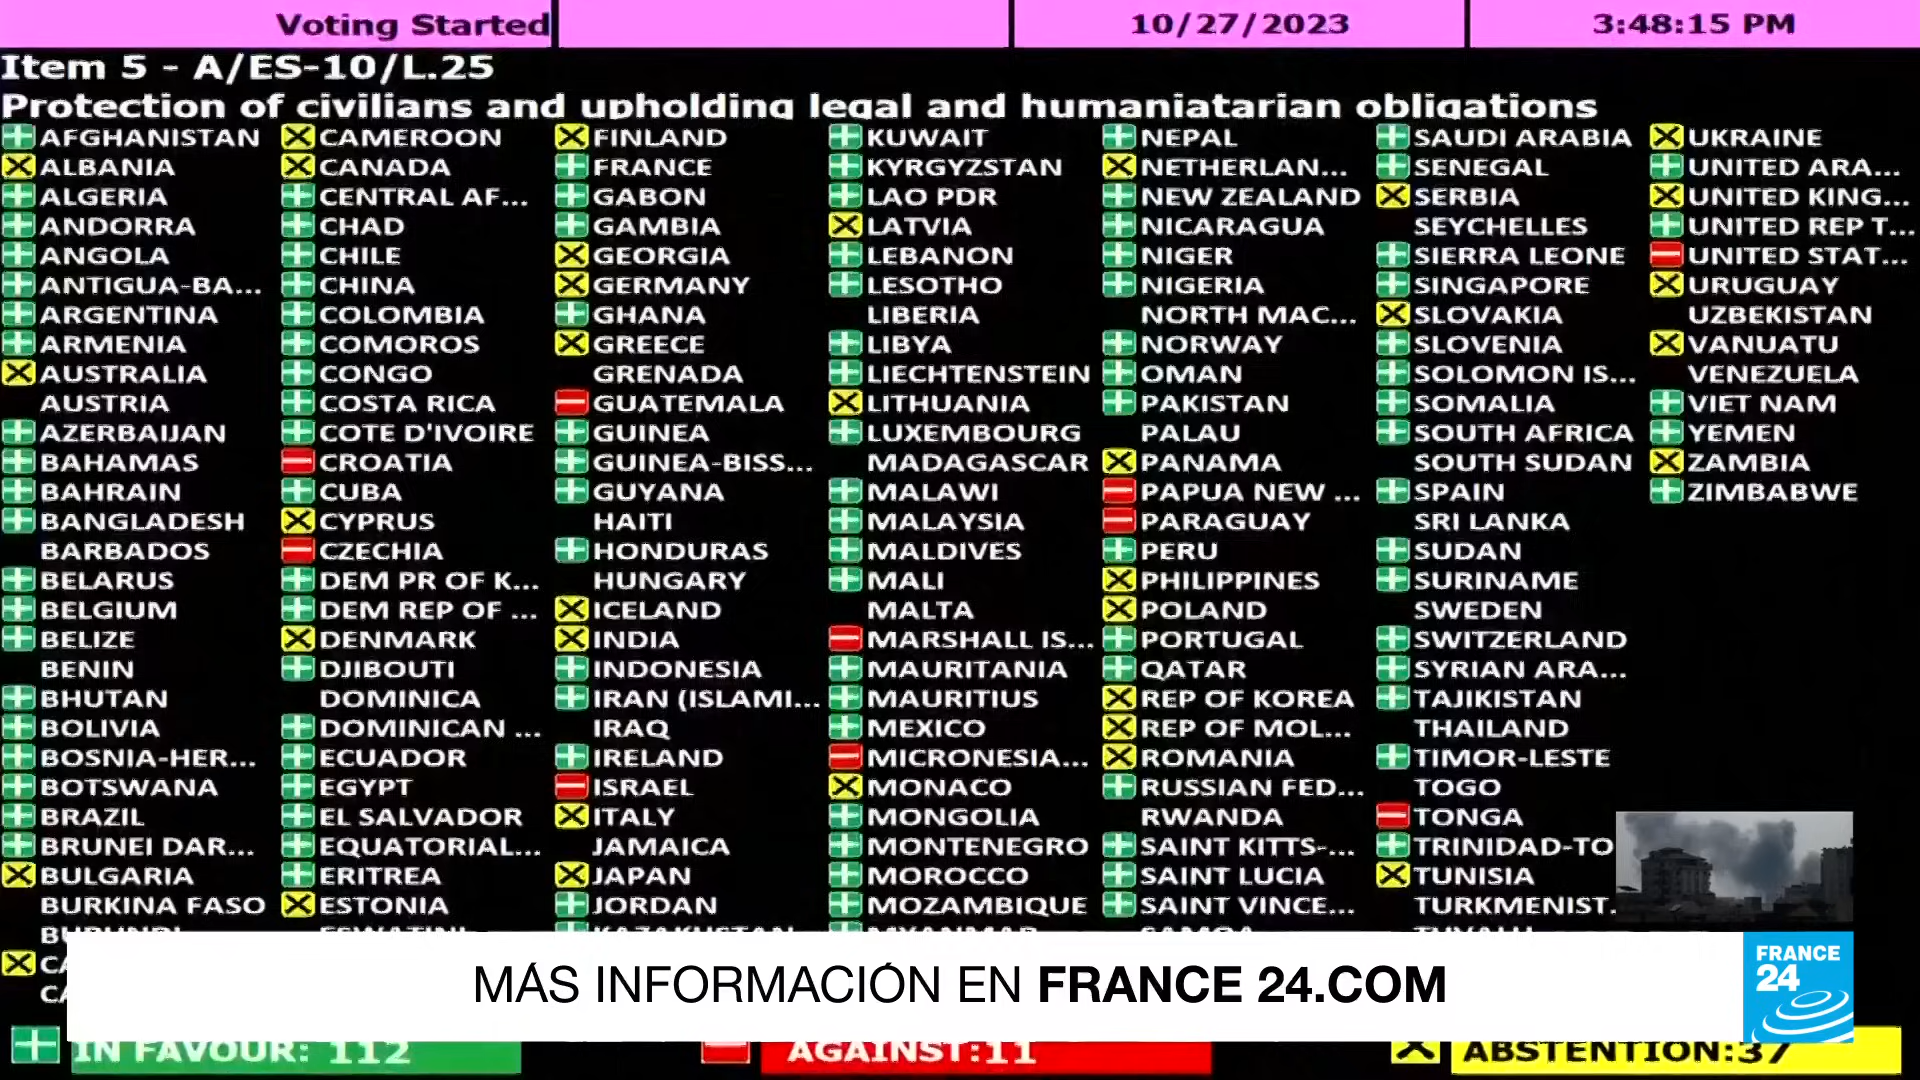 Voting Started 10/27/2023 3:48:15 PM
Item 5 - A/ES-10/L.25
Protection of civilians and upholding legal and humaniatarian obligations
AFGHANISTAN CAMEROON FINLAND KUWAIT NEPAL SAUDI ARABIA UKRAINE
ALBANIA CANADA FRANCE KYRGYZSTAN NETHERLAN... SENEGAL UNITED ARA...
ALGERIA CENTRAL AF... GABON LAO PDR NEW ZEALAND SERBIA UNITED KING...
ANDORRA CHAD GAMBIA LATVIA NICARAGUA SEYCHELLES UNITED REP T...
ANGOLA CHILE GEORGIA LEBANON NIGER SIERRA LEONE UNITED STAT...
ANTIGUA-BA... CHINA GERMANY LESOTHO NIGERIA SINGAPORE URUGUAY
ARGENTINA COLOMBIA GHANA LIBERIA NORTH MAC... SLOVAKIA UZBEKISTAN
ARMENIA COMOROS GREECE LIBYA NORWAY SLOVENIA VANUATU
AUSTRALIA CONGO GRENADA LIECHTENSTEIN OMAN SOLOMON IS... VENEZUELA
AUSTRIA COSTA RICA GUATEMALA LITHUANIA PAKISTAN SOMALIA VIET NAM
AZERBAIJAN COTE D'IVOIRE GUINEA LUXEMBOURG PALAU SOUTH AFRICA YEMEN
BAHAMAS CROATIA GUINEA-BISS... MADAGASCAR PANAMA SOUTH SUDAN ZAMBIA
BAHRAIN CUBA GUYANA MALAWI PAPUA NEW ... SPAIN ZIMBABWE
BANGLADESH CYPRUS HAITI MALAYSIA PARAGUAY SRI LANKA
BARBADOS CZECHIA HONDURAS MALDIVES PERU SUDAN
BELARUS DEM PR OF K... HUNGARY MALI PHILIPPINES SURINAME
BELGIUM DEM REP OF ... ICELAND MALTA POLAND SWEDEN
BELIZE DENMARK INDIA MARSHALL IS... PORTUGAL SWITZERLAND
BENIN DJIBOUTI INDONESIA MAURITANIA QATAR SYRIAN ARA...
BHUTAN DOMINICA IRAN (ISLAMI... MAURITIUS REP OF KOREA TAJIKISTAN
BOLIVIA DOMINICAN ... IRAQ MEXICO REP OF MOL... THAILAND
BOSNIA-HER... ECUADOR IRELAND MICRONESIA... ROMANIA TIMOR-LESTE
BOTSWANA EGYPT ISRAEL MONACO RUSSIAN FED... TOGO
BRAZIL EL SALVADOR ITALY MONGOLIA RWANDA TONGA
BRUNEI DAR... EQUATORIAL... JAMAICA MONTENEGRO SAINT KITTS-... TRINIDAD-TO
BULGARIA ERITREA JAPAN MOROCCO SAINT LUCIA TUNISIA
BURKINA FASO ESTONIA JORDAN MOZAMBIQUE SAINT VINCE... TURKMENIST.
CA
CA
MÁS INFORMACIÓN EN FRANCE 24.COM
FRANCE
24
IN FAVOUR: 112 AGAINST:11 ABSTENTION:37